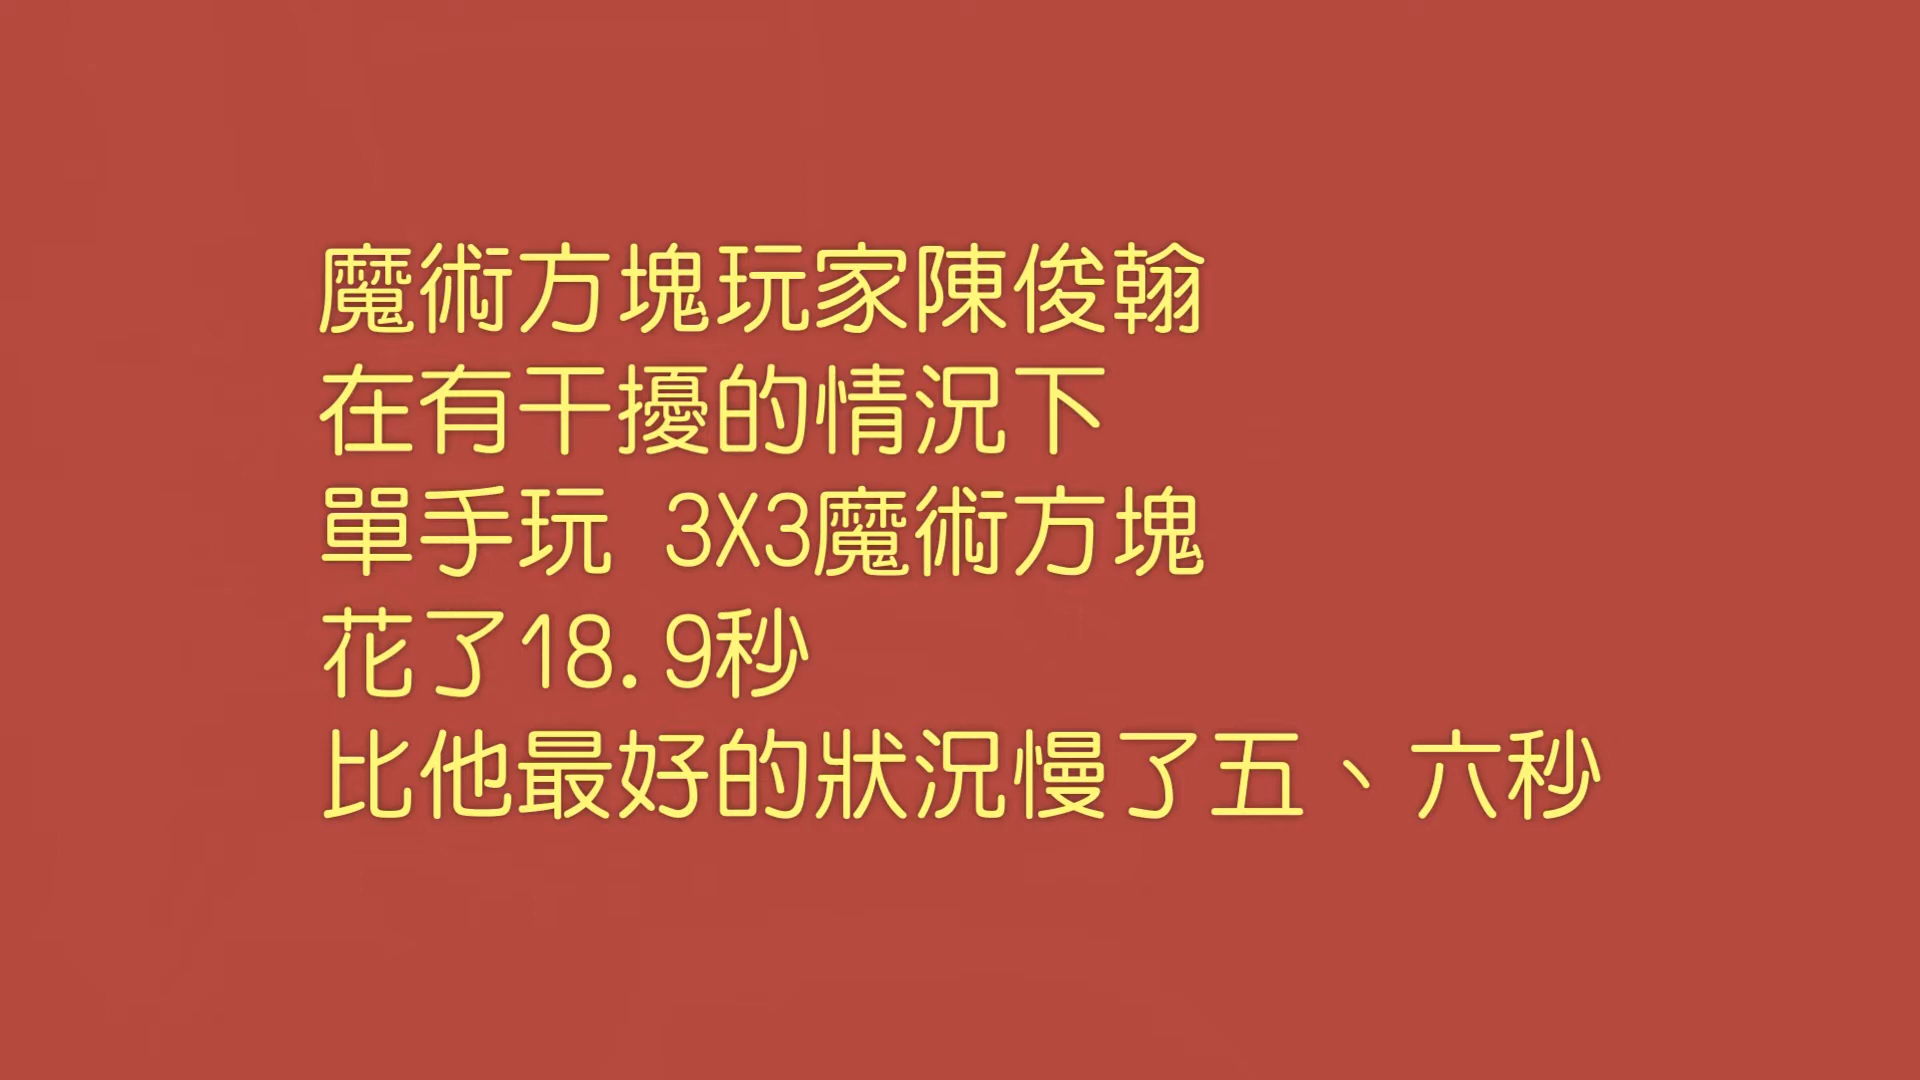 魔術方塊玩家陳俊翰
在有干擾的情況下
單手玩 3X3魔術方塊
花了18.9秒
比他最好的狀況慢了五、六秒